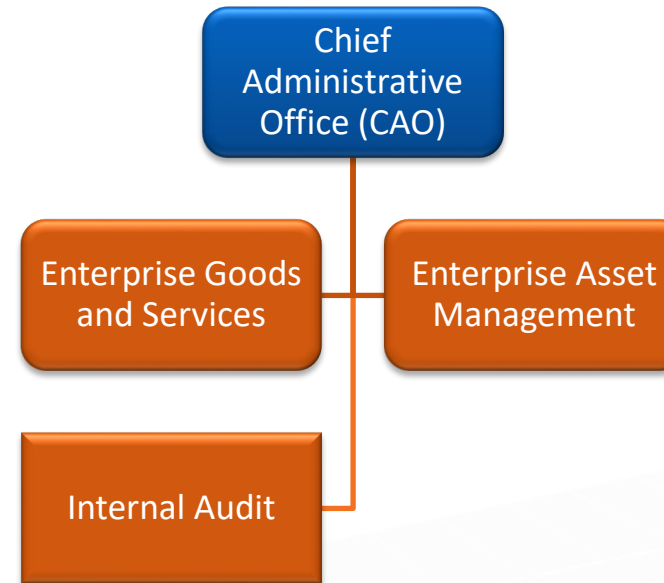 Chief
Administrative
Office (CAO)
Enterprise Goods
and Services
Enterprise Asset
Management
Internal Audit